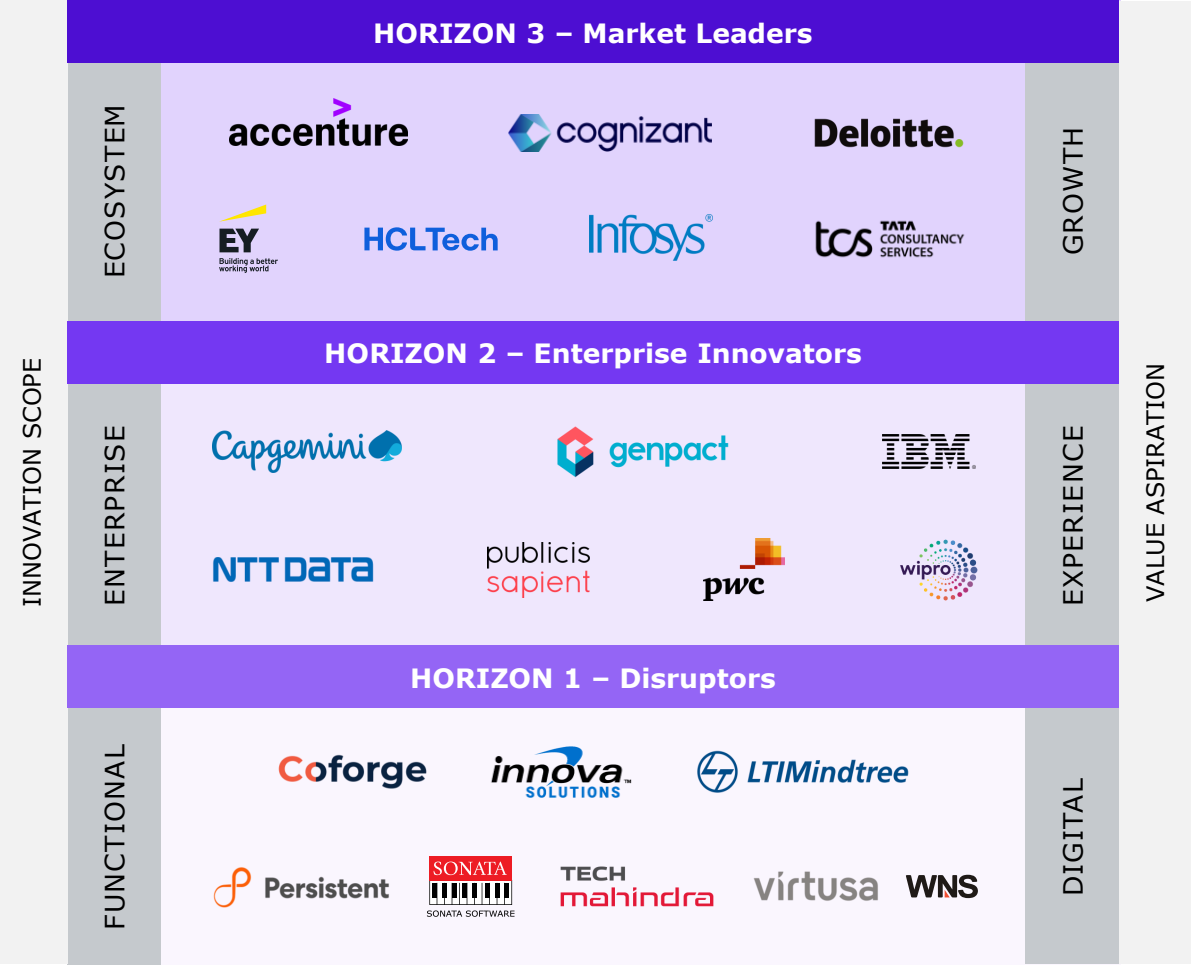 HORIZON 3 – Market Leaders
ECOSYSTEM
accenture
cognizant
Deloitte.
GROWTH
EY
Building a better
working world
HCLTech
Infosys®
tcs
TATA
CONSULTANCY
SERVICES
INNOVATION SCOPE
HORIZON 2 – Enterprise Innovators
VALUE ASPIRATION
ENTERPRISE
Capgemini
genpact
IBM®
EXPERIENCE
NTT DATA
publicis
sapient
pwc
wipro
HORIZON 1 – Disruptors
FUNCTIONAL
Coforge
innova™
SOLUTIONS
LTIMindtree
DIGITAL
Persistent
SONATA
SONATA SOFTWARE
TECH
mahindra
virtusa
WNS